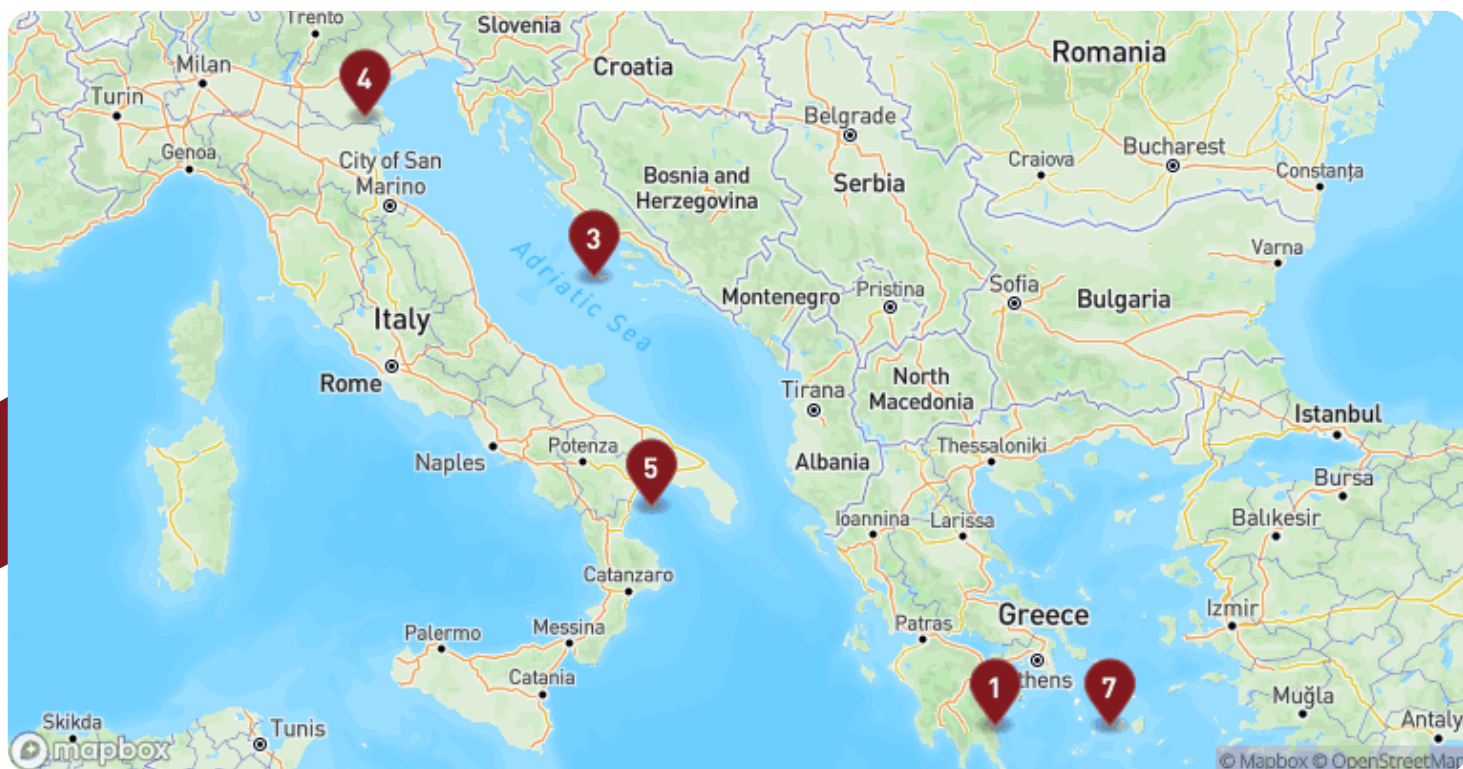 Trento
Slovenia
Romania
Milan
Croatia
4
Turin
Belgrade
Genoa
City of San
Marino
Bosnia and
Herzegovina
Serbia
Craiova
Bucharest
Constanța
3
Adriatic Sea
Varna
Montenegro
Pristina
Sofia
Bulgaria
Italy
Rome
Tirana
North
Macedonia
Istanbul
Naples
Potenza
5
Albania
Thessaloniki
Bursa
Ioannina
Larissa
Balıkesir
Catanzaro
Palermo
Messina
Patras
Greece
Izmir
Catania
1
thens
7
Muğla
Skikda
Tunis
Antaly
mapbox
© Mapbox © OpenStreetMap